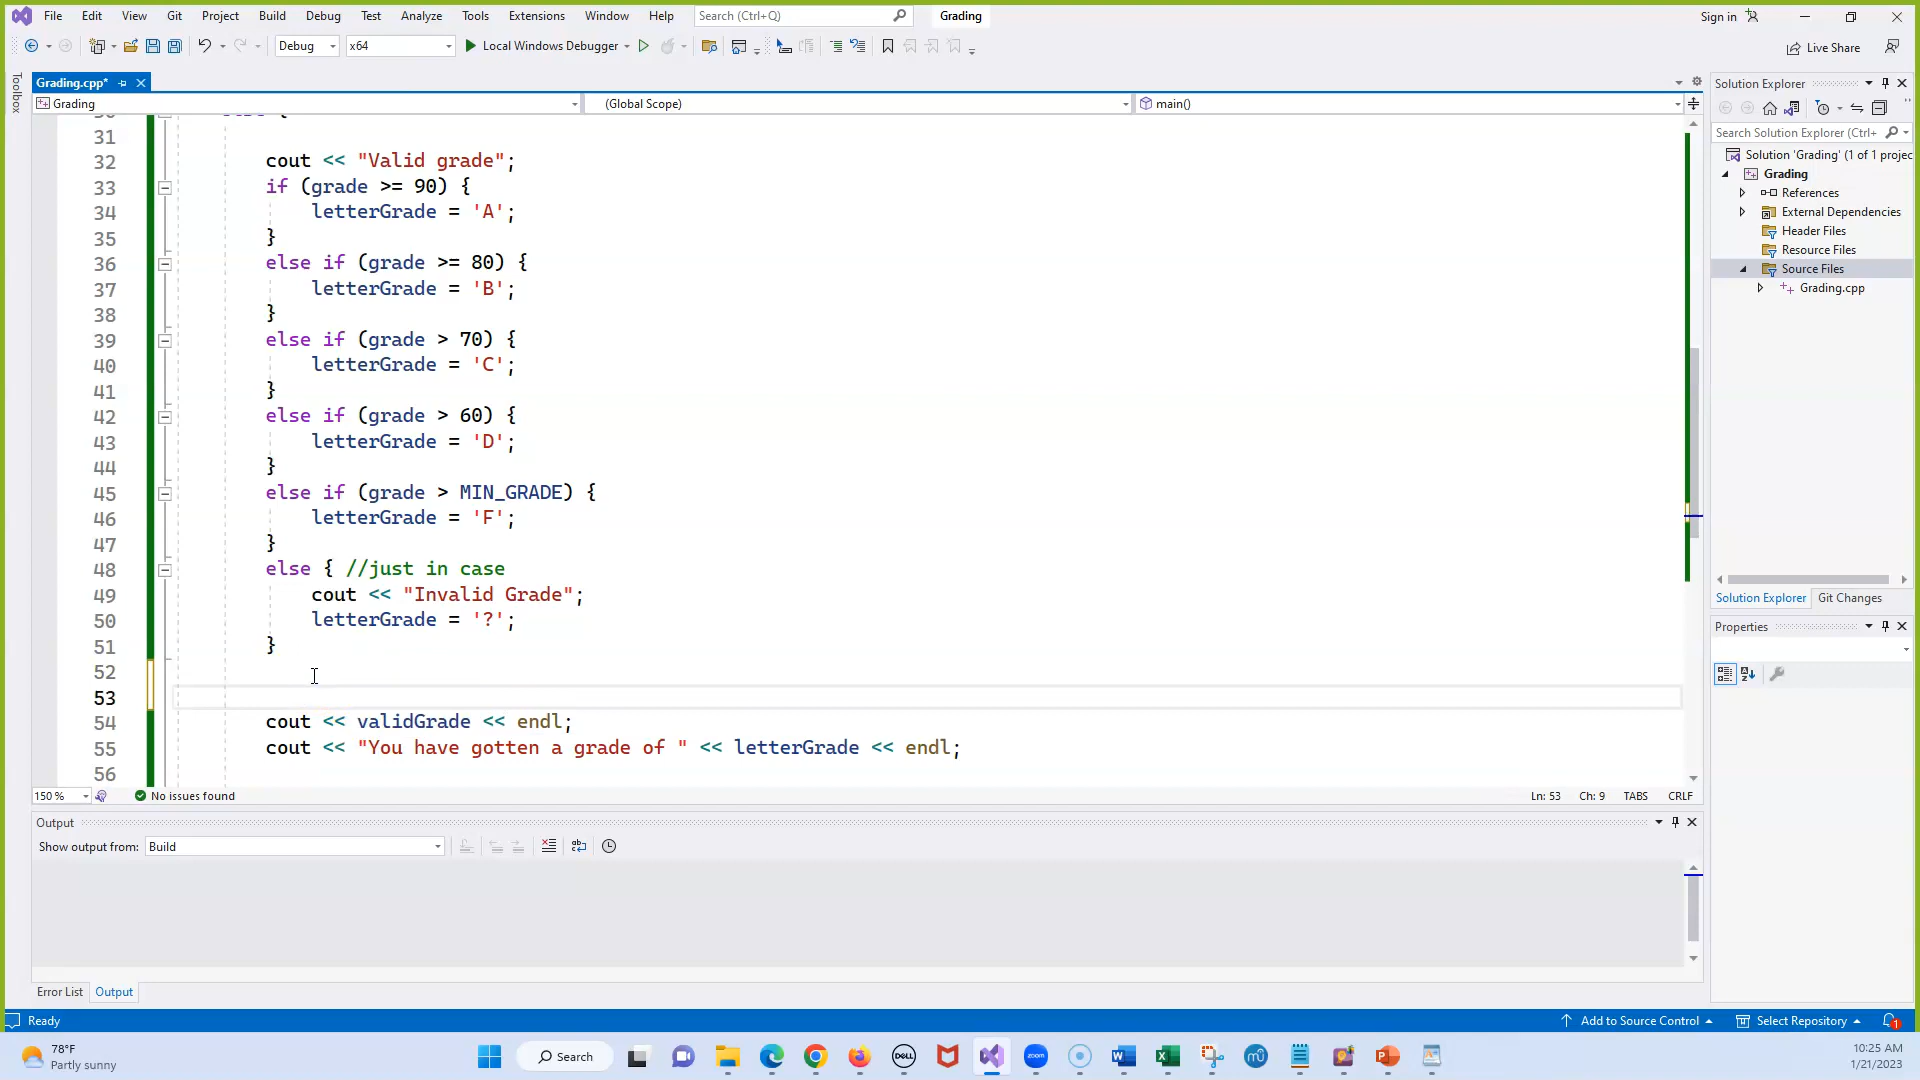 File Edit View Git Project Build Debug Test Analyze Tools Extensions Window Help Search (Ctrl+Q) Grading Sign in
Debug x64 Local Windows Debugger Live Share
Toolbox
Grading.cpp*
Grading (Global Scope) main()
31
32 cout << "Valid grade";
33 if (grade >= 90) {
34 letterGrade = 'A';
35 }
36 else if (grade >= 80) {
37 letterGrade = 'B';
38 }
39 else if (grade > 70) {
40 letterGrade = 'C';
41 }
42 else if (grade > 60) {
43 letterGrade = 'D';
44 }
45 else if (grade > MIN_GRADE) {
46 letterGrade = 'F';
47 }
48 else { //just in case
49 cout << "Invalid Grade";
50 letterGrade = '?';
51 }
52
53
54 cout << validGrade << endl;
55 cout << "You have gotten a grade of " << letterGrade << endl;
56
150 % No issues found Ln: 53 Ch: 9 TABS CRLF
Output
Show output from: Build
Error List Output
Solution Explorer
Search Solution Explorer (Ctrl+
Solution 'Grading' (1 of 1 projec
Grading
References
External Dependencies
Header Files
Resource Files
Source Files
Grading.cpp
Solution Explorer Git Changes
Properties
Ready Add to Source Control Select Repository 1
78°F
Partly sunny
Search
DELL
zoom
10:25 AM
1/21/2023